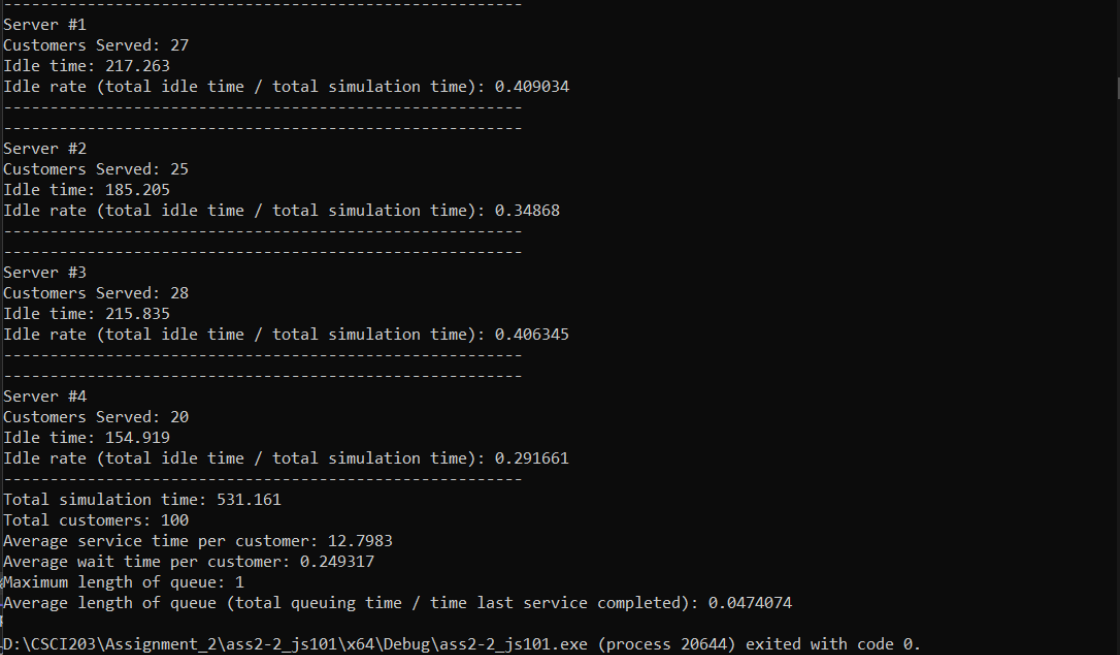 --------------------------------------------------------
Server #1
Customers Served: 27
Idle time: 217.263
Idle rate (total idle time / total simulation time): 0.409034
--------------------------------------------------------
--------------------------------------------------------
Server #2
Customers Served: 25
Idle time: 185.205
Idle rate (total idle time / total simulation time): 0.34868
--------------------------------------------------------
--------------------------------------------------------
Server #3
Customers Served: 28
Idle time: 215.835
Idle rate (total idle time / total simulation time): 0.406345
--------------------------------------------------------
--------------------------------------------------------
Server #4
Customers Served: 20
Idle time: 154.919
Idle rate (total idle time / total simulation time): 0.291661
--------------------------------------------------------
Total simulation time: 531.161
Total customers: 100
Average service time per customer: 12.7983
Average wait time per customer: 0.249317
Maximum length of queue: 1
Average length of queue (total queuing time / time last service completed): 0.0474074
D:\CSCI203\Assignment_2\ass2-2_js101\x64\Debug\ass2-2_js101.exe (process 20644) exited with code 0.